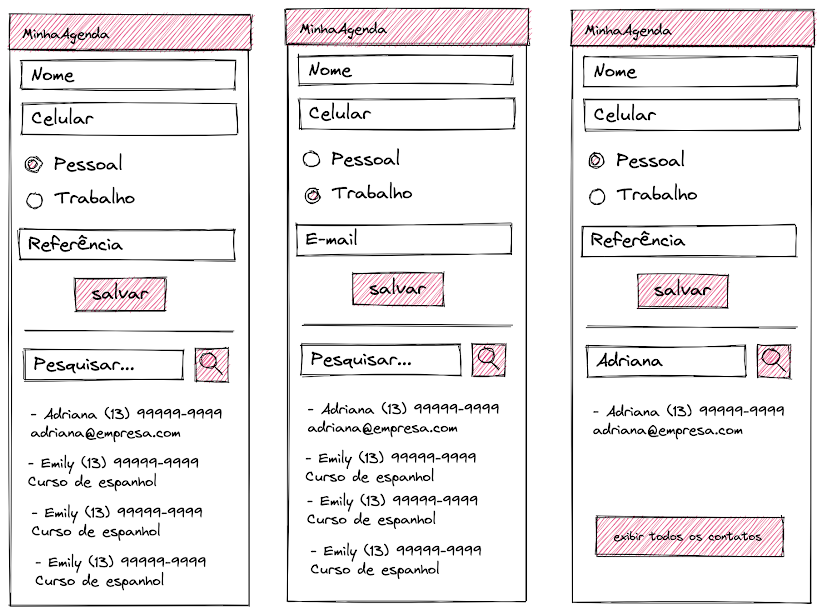 MinhaAgenda
Nome
Celular
Pessoal
Trabalho
Referência
salvar
Pesquisar...
- Adriana (13) 99999-9999
adriana@empresa.com
- Emily (13) 99999-9999
Curso de espanhol
- Emily (13) 99999-9999
Curso de espanhol
- Emily (13) 99999-9999
Curso de espanhol
MinhaAgenda
Nome
Celular
Pessoal
Trabalho
E-mail
salvar
Pesquisar...
- Adriana (13) 99999-9999
adriana@empresa.com
- Emily (13) 99999-9999
Curso de espanhol
- Emily (13) 99999-9999
Curso de espanhol
- Emily (13) 99999-9999
Curso de espanhol
MinhaAgenda
Nome
Celular
Pessoal
Trabalho
Referência
salvar
Adriana
- Adriana (13) 99999-9999
adriana@empresa.com
exibir todos os contatos